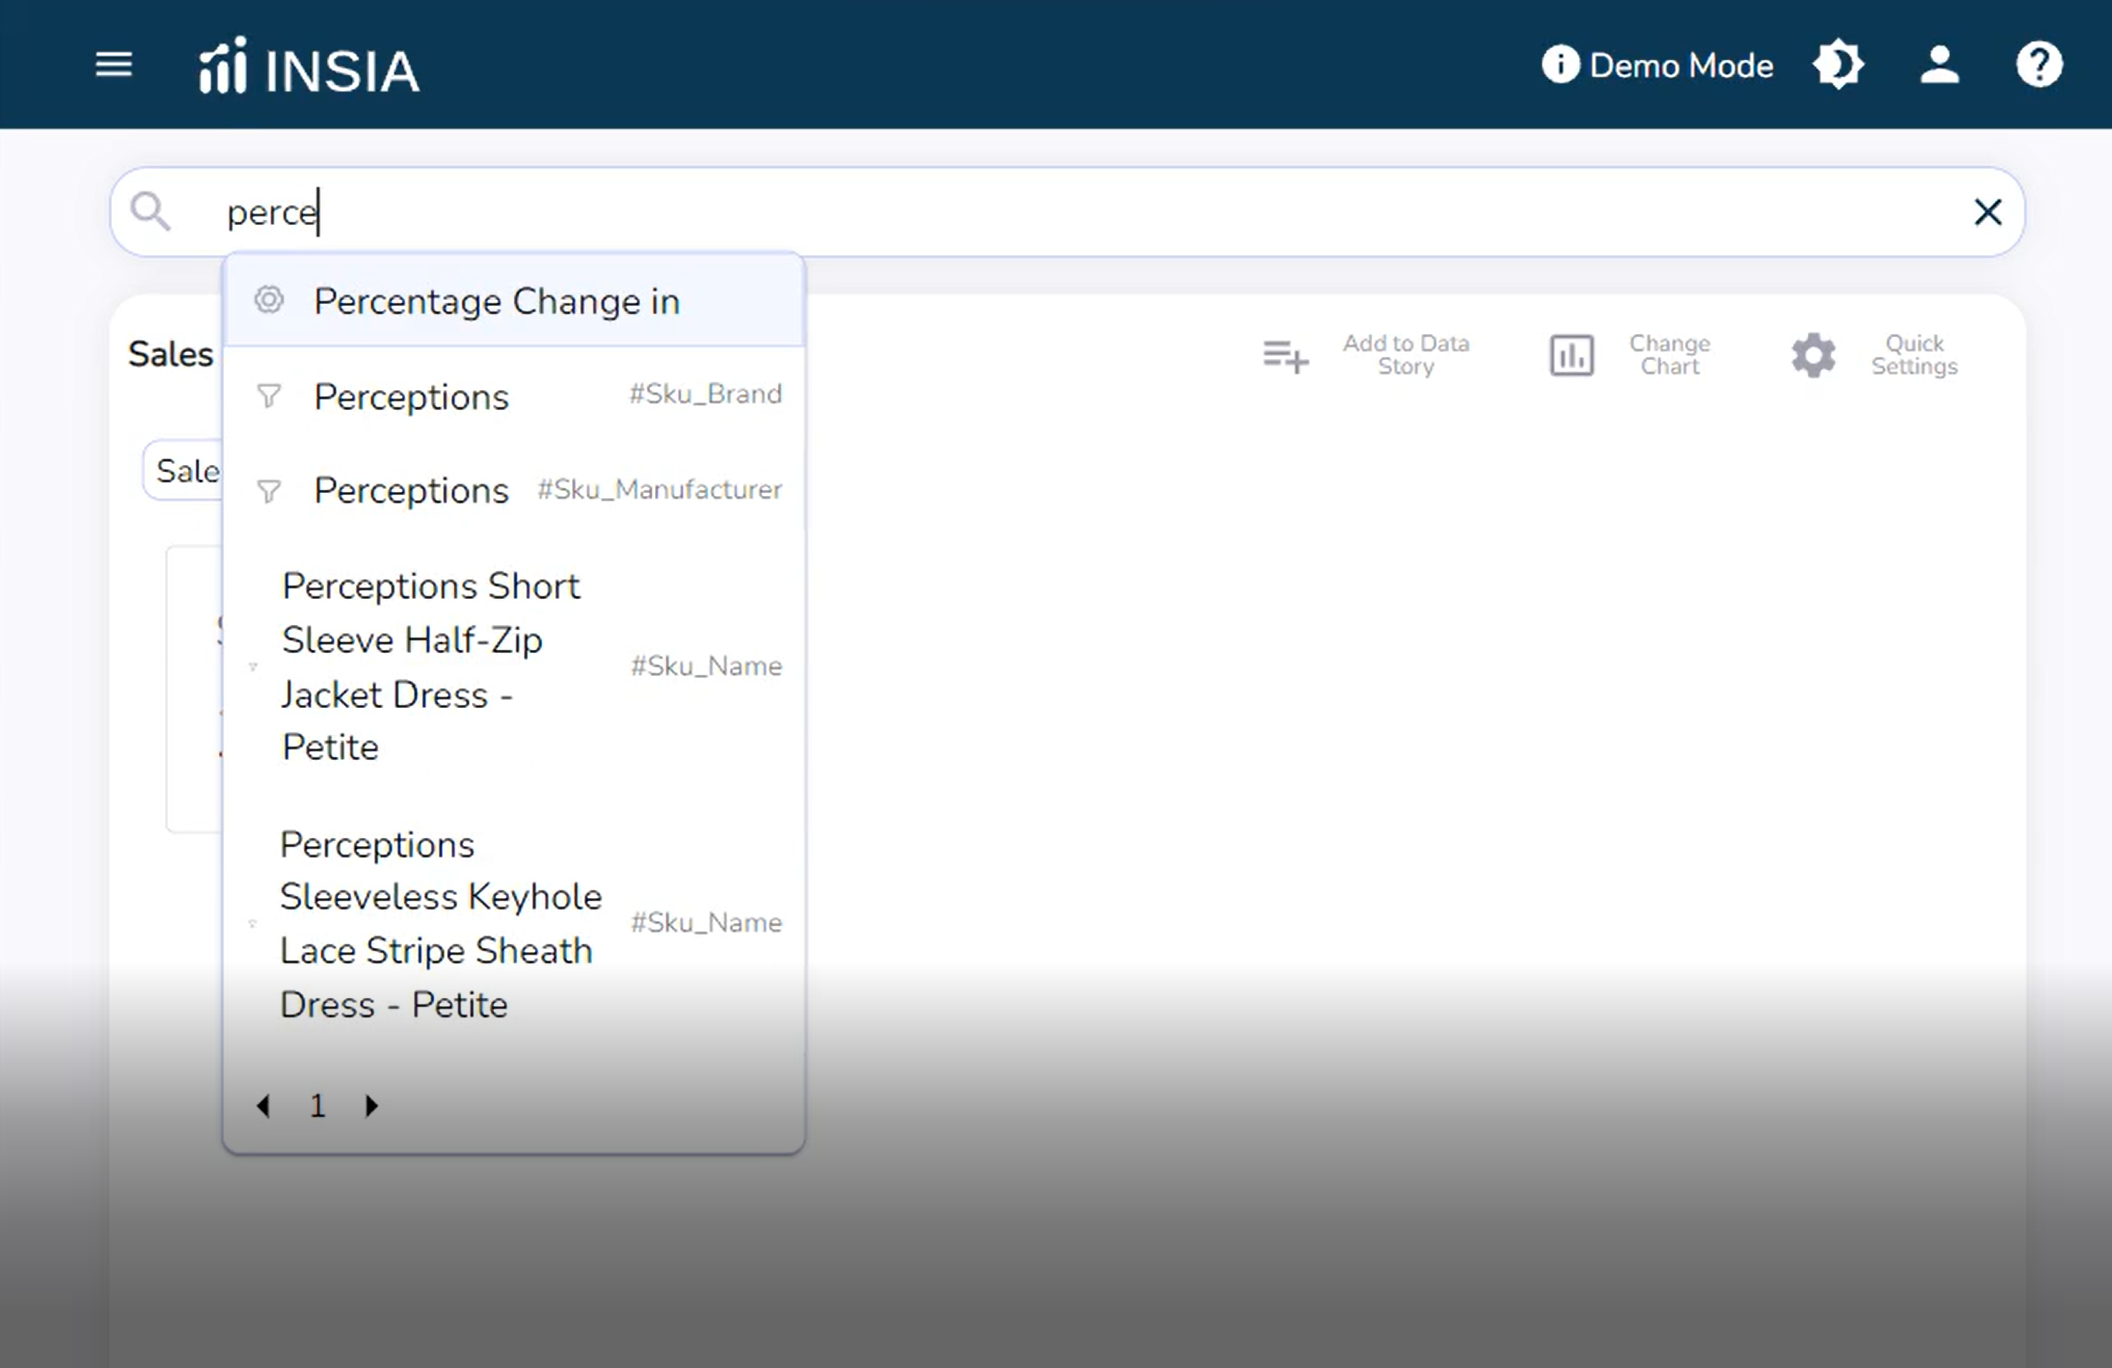 INSIA
Demo Mode
perce
Percentage Change in
Sales
Add to Data
Story
Change
Chart
Quick
Settings
Perceptions #Sku_Brand
Sale
Perceptions #Sku_Manufacturer
Perceptions Short
Sleeve Half-Zip
Jacket Dress -
Petite
#Sku_Name
Perceptions
Sleeveless Keyhole
Lace Stripe Sheath
Dress - Petite
#Sku_Name
1